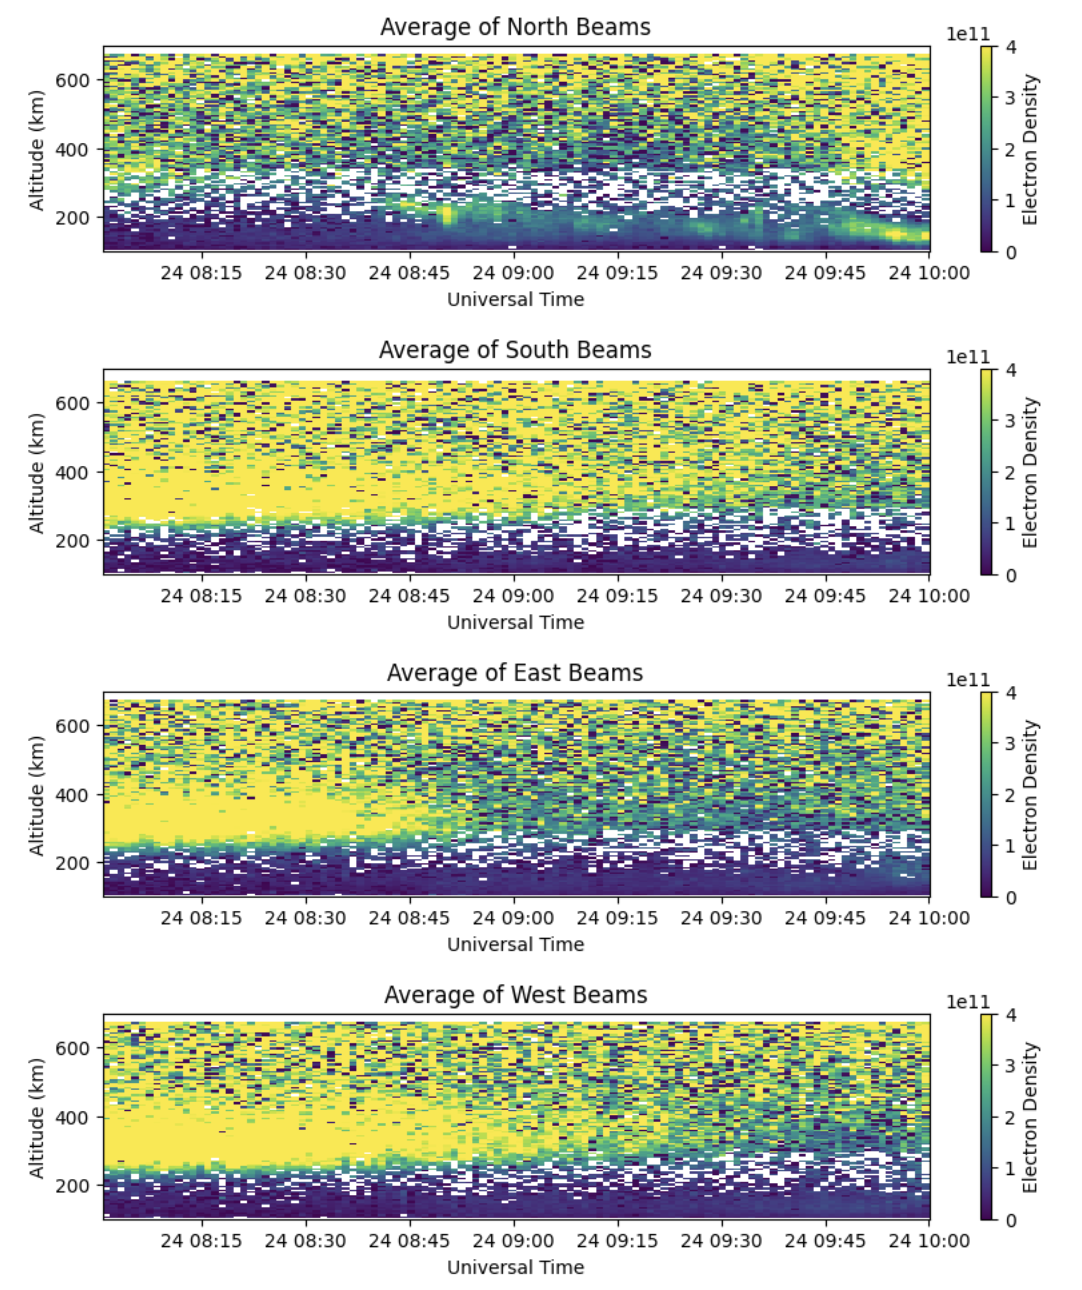 Average of North Beams
1e11
4
3
2
1
0
Electron Density
600
400
200
Altitude (km)
24 08:15 24 08:30 24 08:45 24 09:00 24 09:15 24 09:30 24 09:45 24 10:00
Universal Time
Average of South Beams
1e11
4
3
2
1
0
Electron Density
600
400
200
Altitude (km)
24 08:15 24 08:30 24 08:45 24 09:00 24 09:15 24 09:30 24 09:45 24 10:00
Universal Time
Average of East Beams
1e11
4
3
2
1
0
Electron Density
600
400
200
Altitude (km)
24 08:15 24 08:30 24 08:45 24 09:00 24 09:15 24 09:30 24 09:45 24 10:00
Universal Time
Average of West Beams
1e11
4
3
2
1
0
Electron Density
600
400
200
Altitude (km)
24 08:15 24 08:30 24 08:45 24 09:00 24 09:15 24 09:30 24 09:45 24 10:00
Universal Time